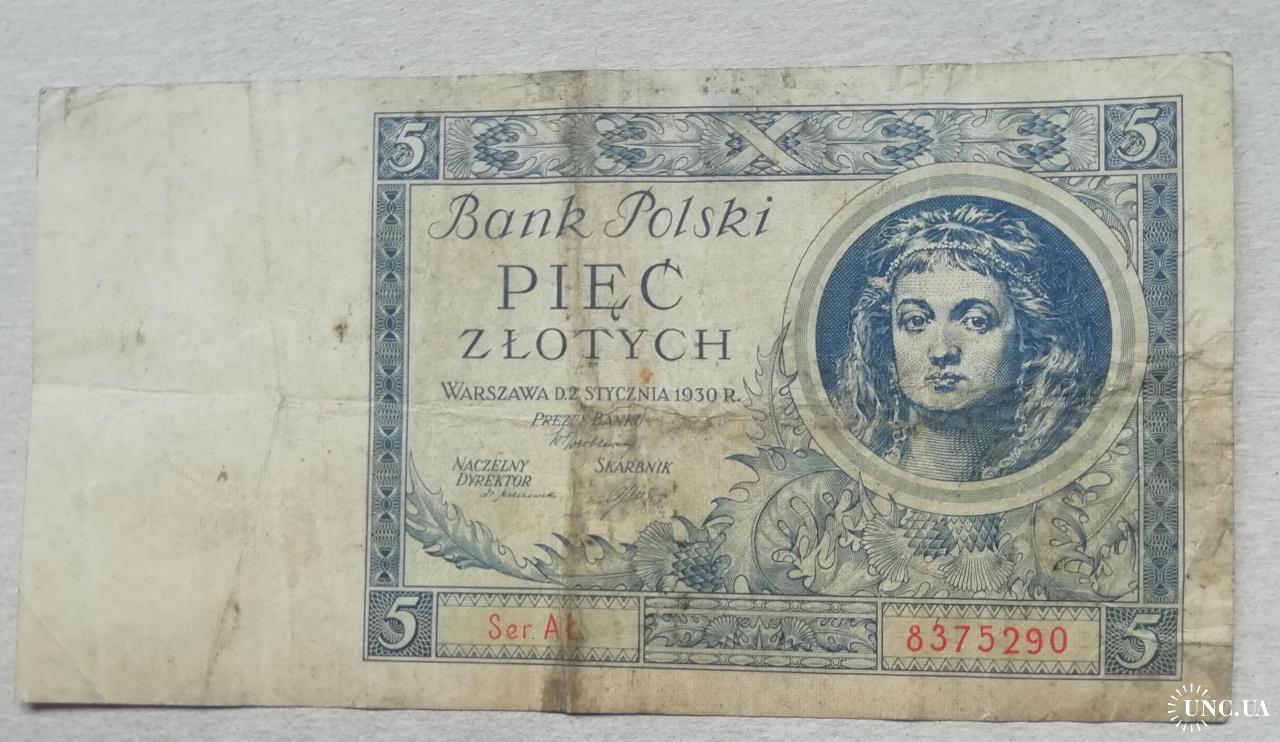 5 5
Bank Polski
PIĘĆ
ZŁOTYCH
WARSZAWA D. 2 STYCZNIA 1930 R.
PREZES BANKU
NACZELNY
DYREKTOR
SKARBNIK
5 Ser. AŁ 8375290 5
UNC.UA